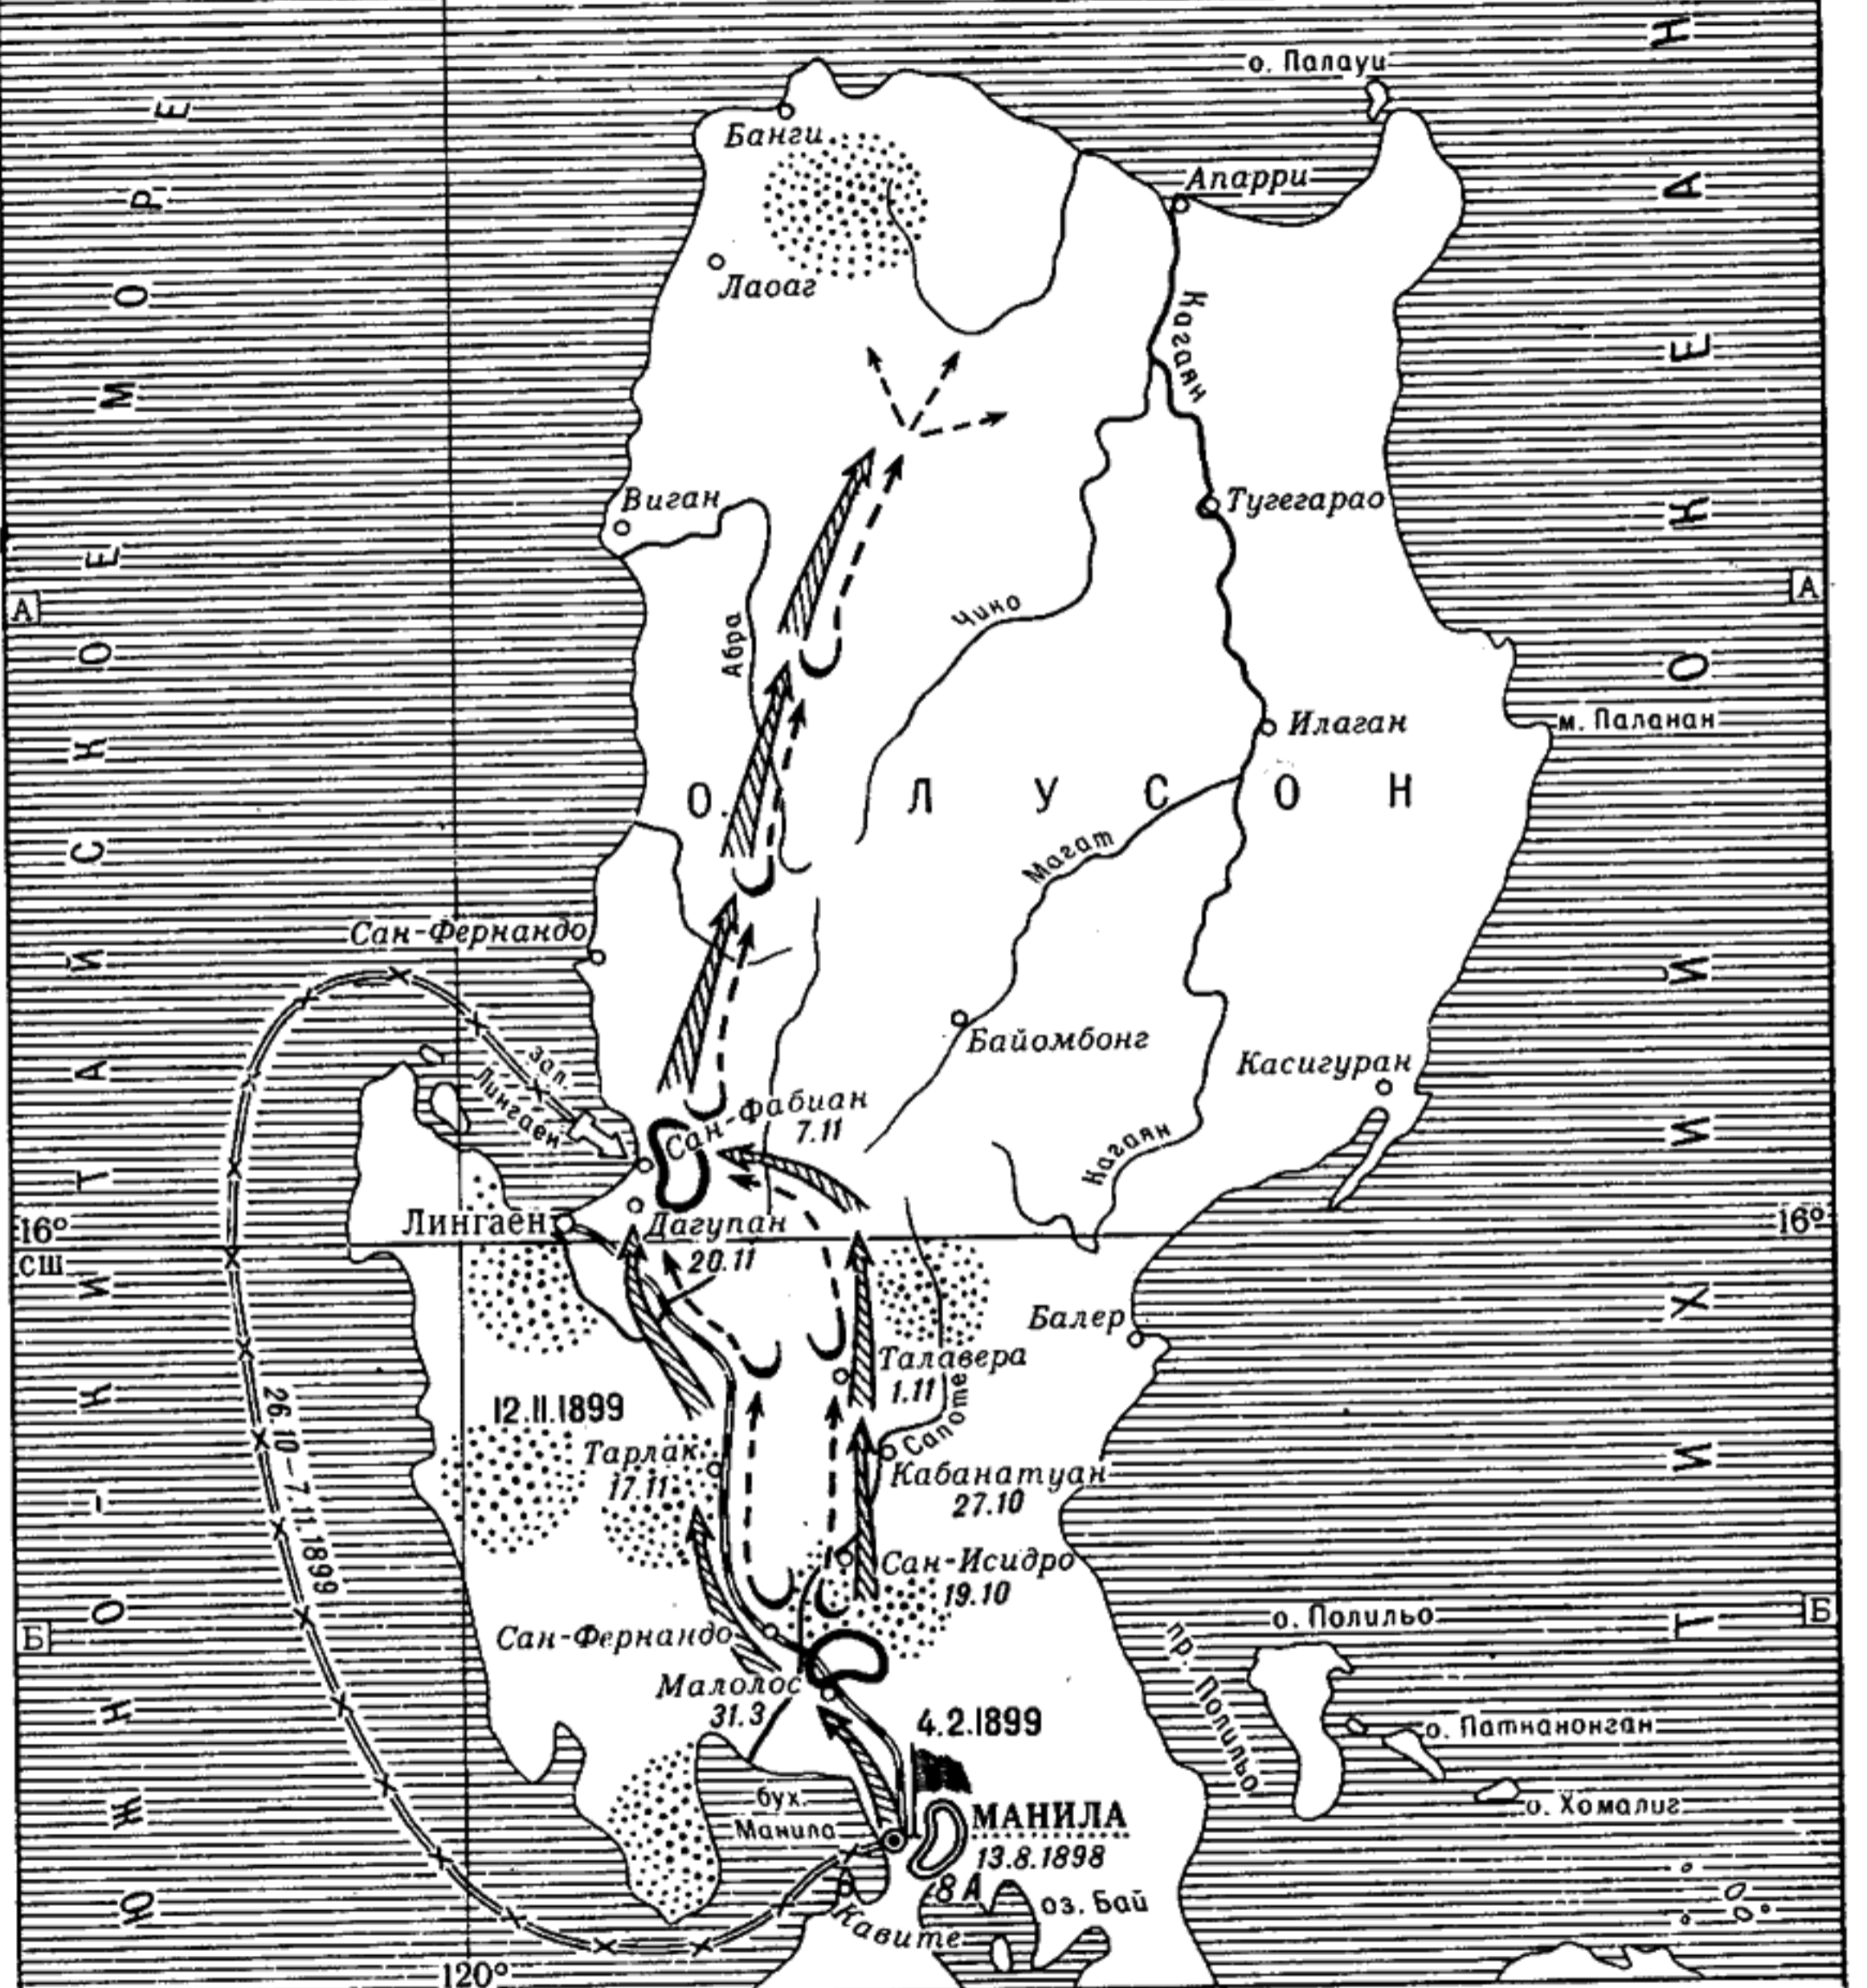 о. Палауи
Банги
Апарри
Лаоаг
Кагаян
Виган
Тугегарао
Абра
Чико
А
А
Илаган
м. Паланан
О. ЛУСОН
Магат
Сан-Фернандо
Байомбонг
Касигуран
зал.
Лингаен
Сан-Фабиан
7.11
Кагаян
16°
СШ
Лингаен
Дагупан
20.11
16°
Балер
Талавера
1.11
12.11.1899
Сапоте
Тарлак
17.11
Кабанатуан
27.10
26.10-7.11 1899
Сан-Исидро
19.10
Б
Б
Сан-Фернандо
о. Полильо
пр. Полильо
Малолос
31.3
4.2.1899
о. Патнанонган
бух.
Манила
МАНИЛА
13.8.1898
о. Хомалиг
8 А
оз. Бай
Кавите
120°
ЮЖНО-КИТАЙСКОЕ МОРЕ
ТИХИЙ ОКЕАН